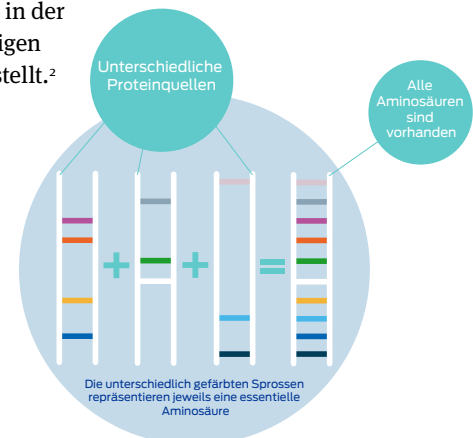 in der
igen
stellt.²
Unterschiedliche
Proteinquellen
Alle
Aminosäuren
sind
vorhanden
+ + =
Die unterschiedlich gefärbten Sprossen
repräsentieren jeweils eine essentielle
Aminosäure